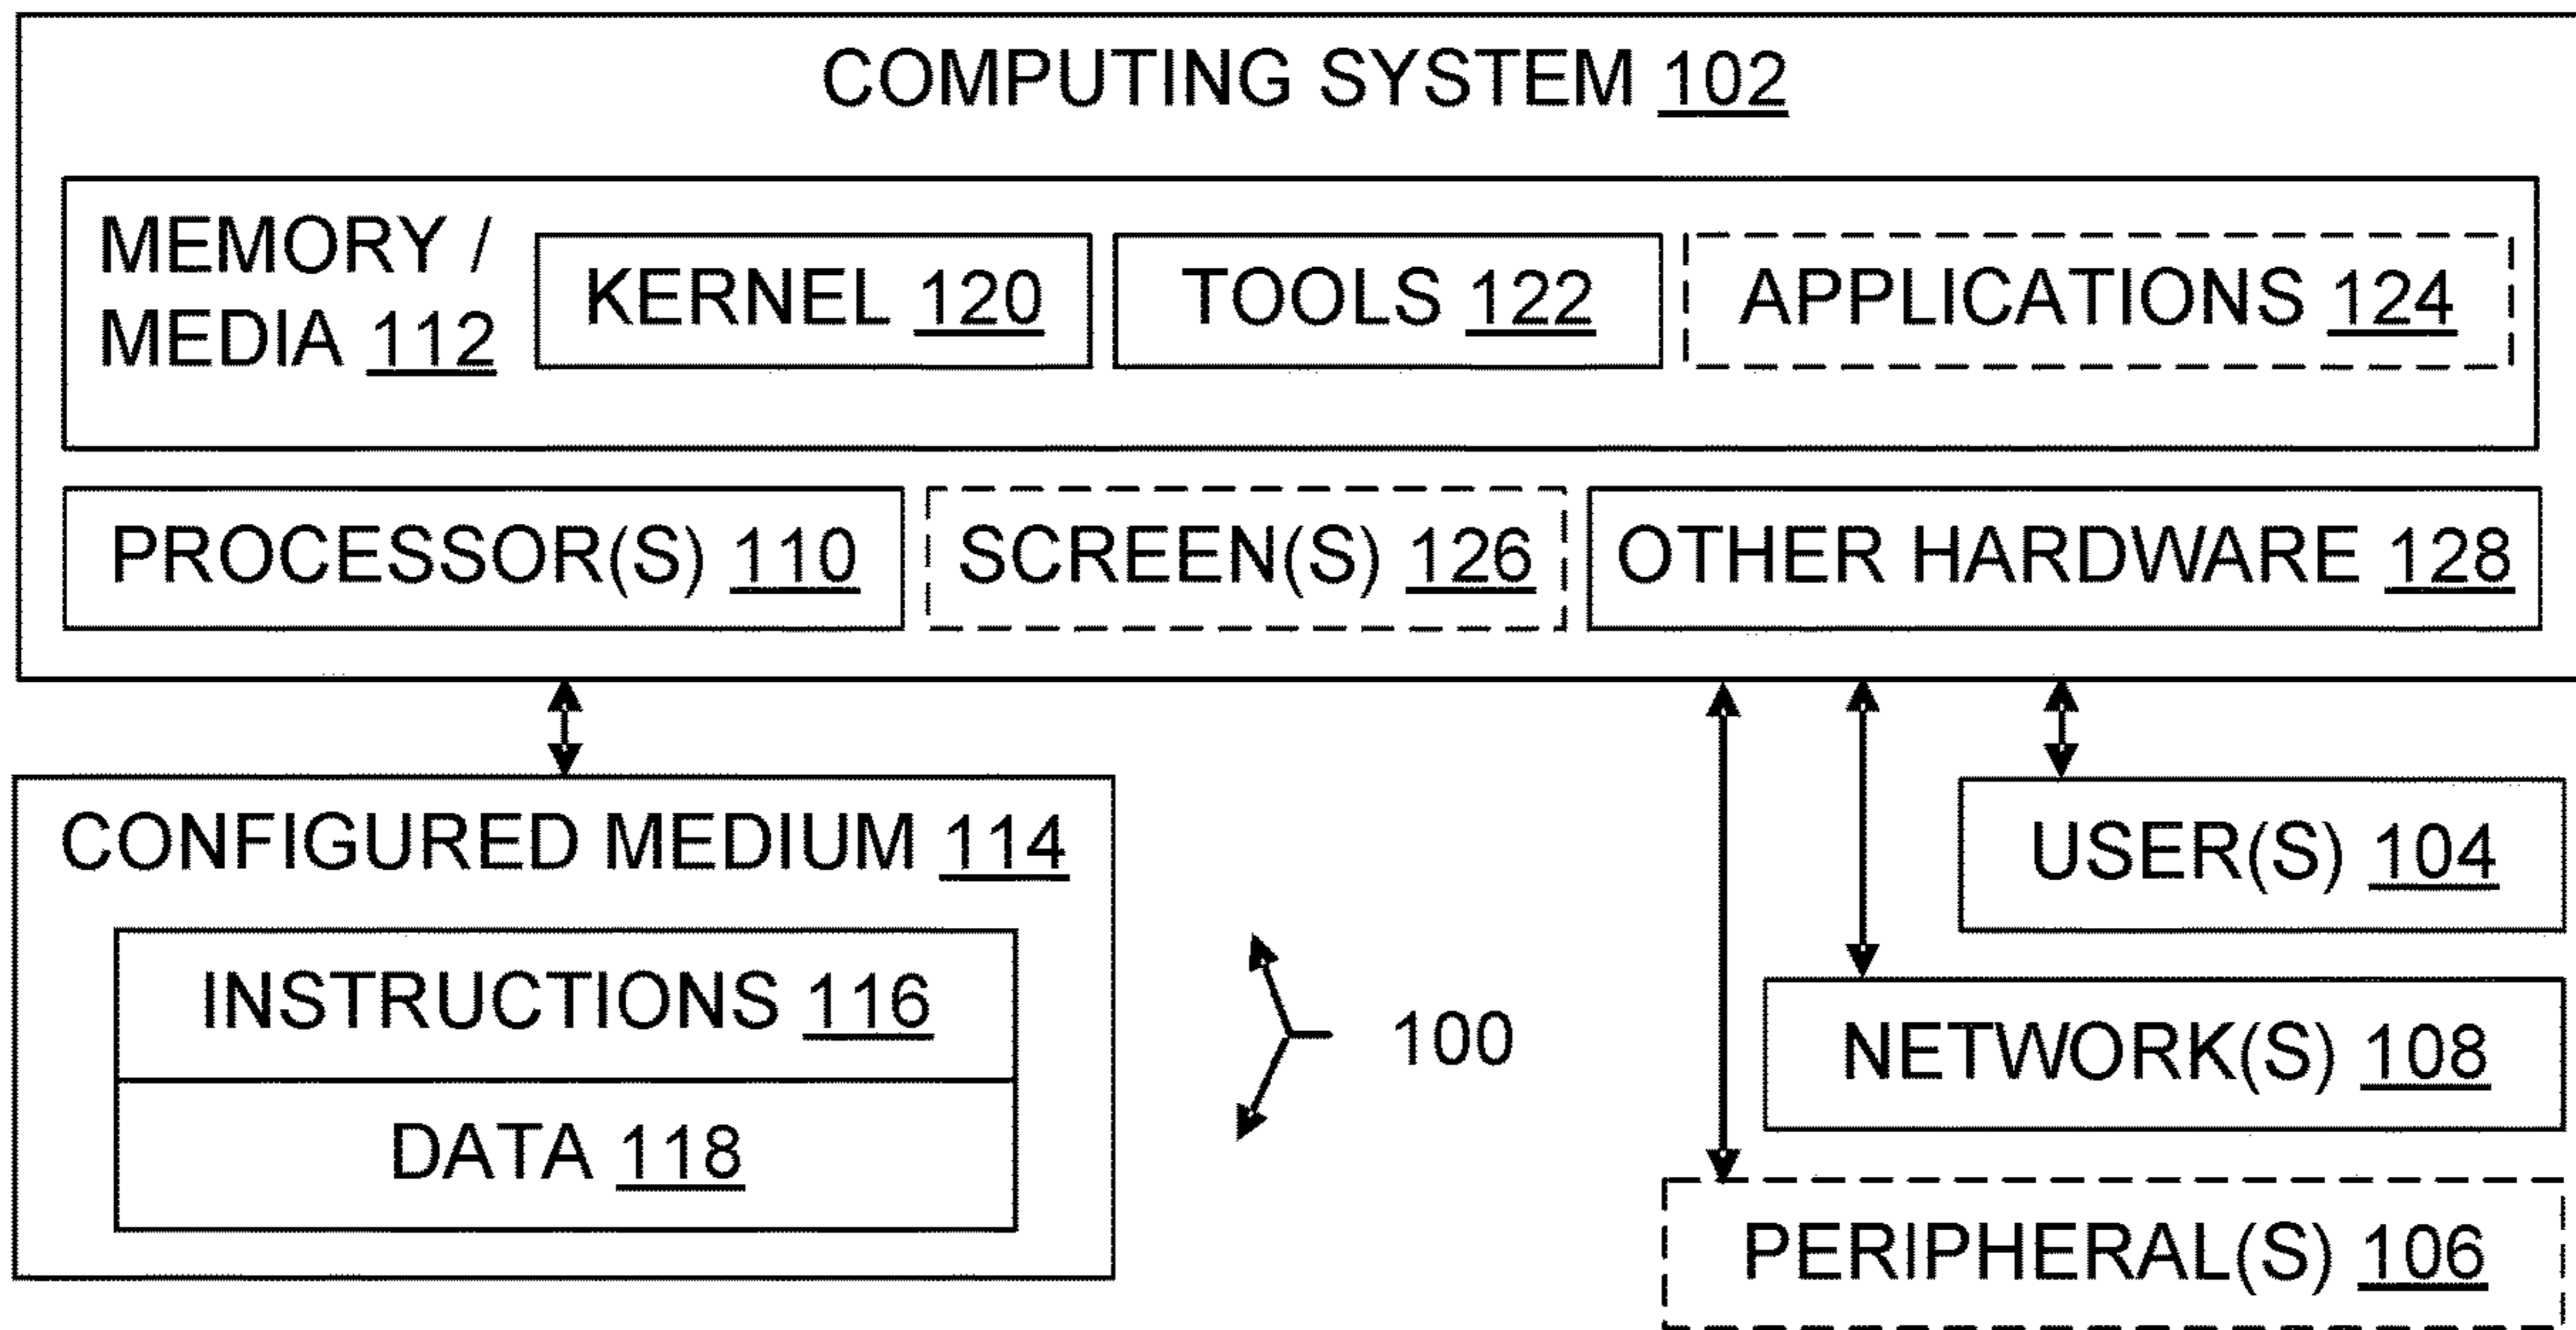 COMPUTING SYSTEM 102
MEMORY /
MEDIA 112
KERNEL 120
TOOLS 122
APPLICATIONS 124
PROCESSOR(S) 110
SCREEN(S) 126
OTHER HARDWARE 128
CONFIGURED MEDIUM 114
INSTRUCTIONS 116
DATA 118
100
USER(S) 104
NETWORK(S) 108
PERIPHERAL(S) 106